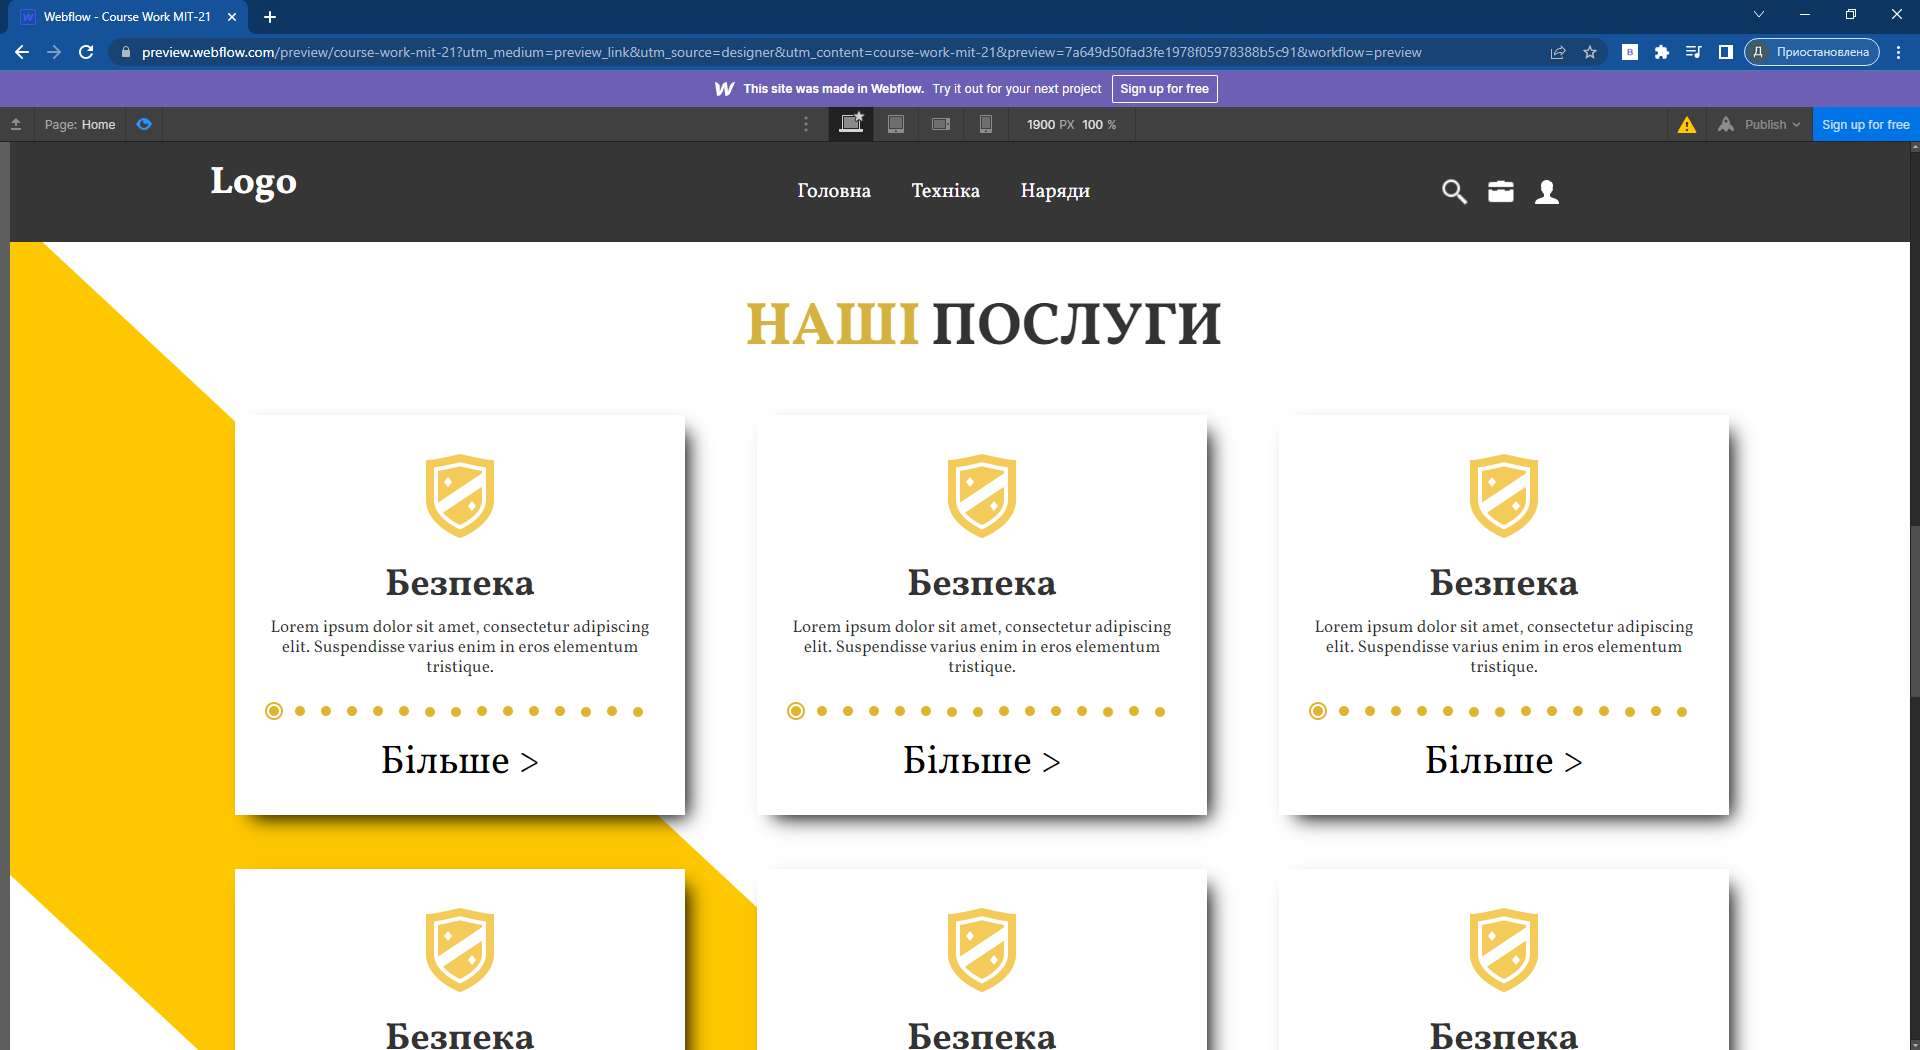 Webflow - Course Work MIT-21
preview.webflow.com/preview/course-work-mit-21?utm_medium=preview_link&utm_source=designer&utm_content=course-work-mit-21&preview=7a649d50fad3fe1978f05978388b5c91&workflow=preview
B
Д Приостановлена
This site was made in Webflow. Try it out for your next project Sign up for free
Page: Home 1900 PX 100 % Publish Sign up for free
Logo Головна Техніка Наряди
НАШІ ПОСЛУГИ
Безпека Безпека Безпека
Lorem ipsum dolor sit amet, consectetur adipiscing Lorem ipsum dolor sit amet, consectetur adipiscing Lorem ipsum dolor sit amet, consectetur adipiscing
elit. Suspendisse varius enim in eros elementum elit. Suspendisse varius enim in eros elementum elit. Suspendisse varius enim in eros elementum
tristique. tristique. tristique.
Більше > Більше > Більше >
Безпека Безпека Безпека